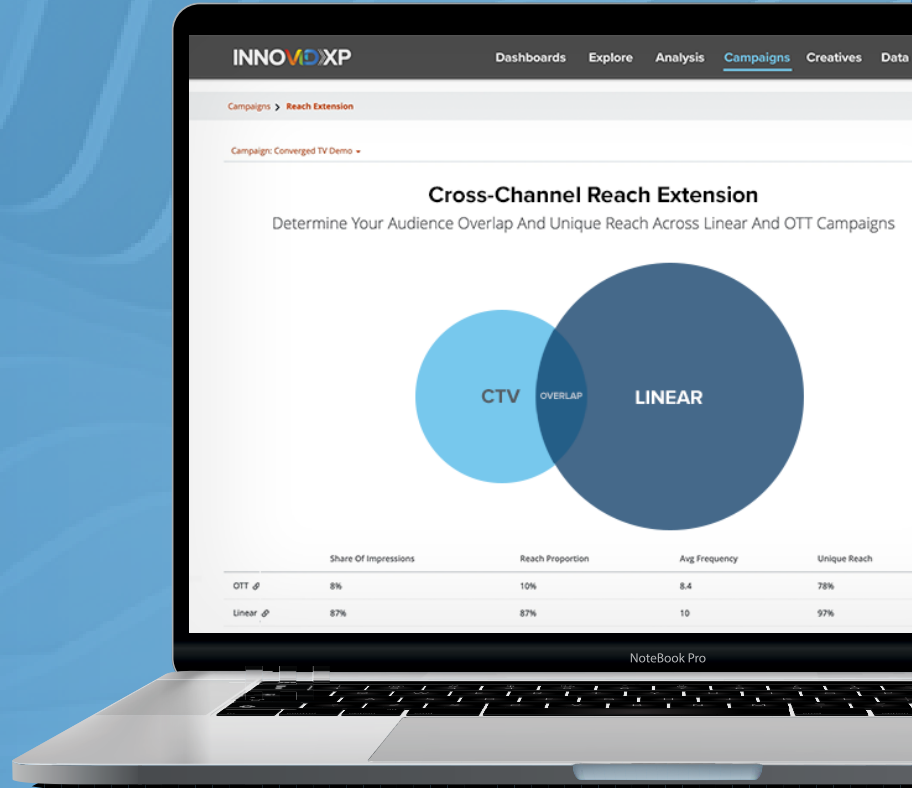 INNOVIDXP
Dashboards Explore Analysis Campaigns Creatives Data
Campaigns > Reach Extension
Campaign: Converged TV Demo
Cross-Channel Reach Extension
Determine Your Audience Overlap And Unique Reach Across Linear And OTT Campaigns
CTV OVERLAP LINEAR
Share Of Impressions Reach Proportion Avg Frequency Unique Reach
OTT 8% 10% 8.4 78%
Linear 87% 87% 10 97%
NoteBook Pro